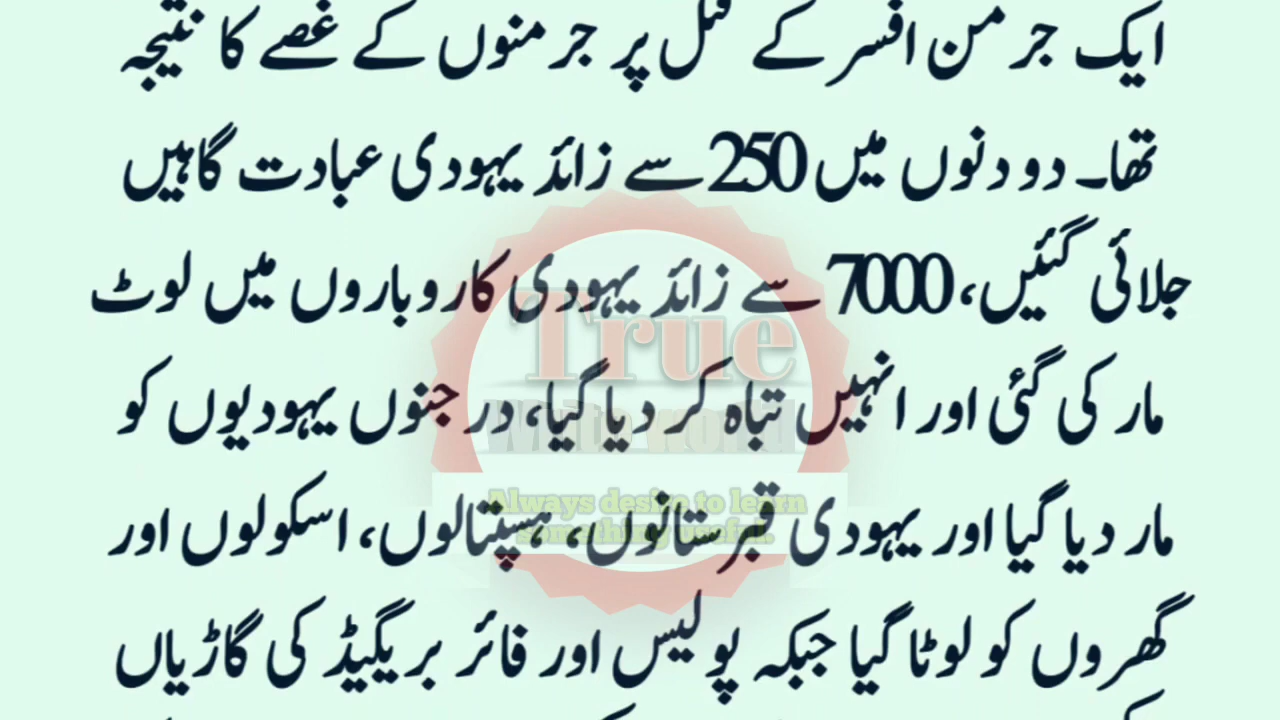 ایک جرمن افسر کے قتل پر جرمنوں کے غصے کا نتیجہ
تھا۔ دو دنوں میں 250 سے زائد یہودی عبادت گاہیں
جلائی گئیں، 7000 سے زائد یہودی کاروباروں میں لوٹ
مار کی گئی اور انہیں تباہ کر دیا گیا، درجنوں یہودیوں کو
مار دیا گیا اور یہودی قبرستانوں، ہسپتالوں، اسکولوں اور
گھروں کو لوٹا گیا جبکہ پولیس اور فائر بریگیڈ کی گاڑیاں
True
world
Always desire to learn
something useful.